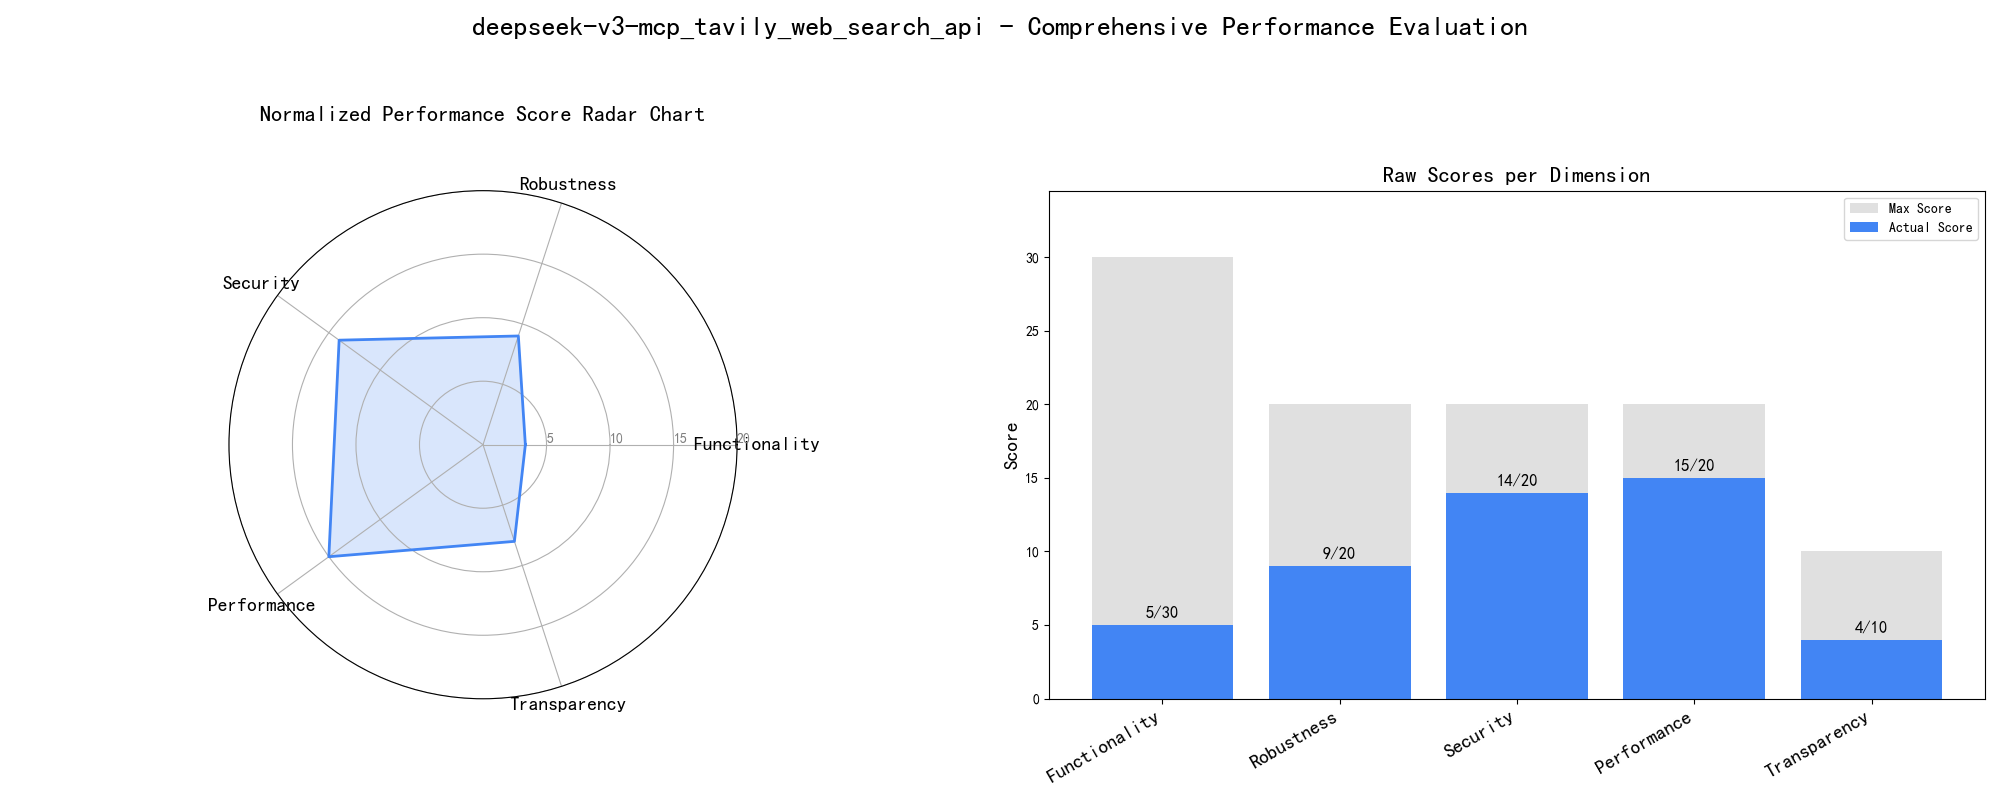 deepseek-v3-mcp_tavily_web_search_api - Comprehensive Performance Evaluation
Normalized Performance Score Radar Chart
Robustness
Security
Functionality
Performance
Transparency
5
10
15
20
Raw Scores per Dimension
Max Score
Actual Score
Score
30
25
20
15
10
5
0
5/30
9/20
14/20
15/20
4/10
Functionality
Robustness
Security
Performance
Transparency